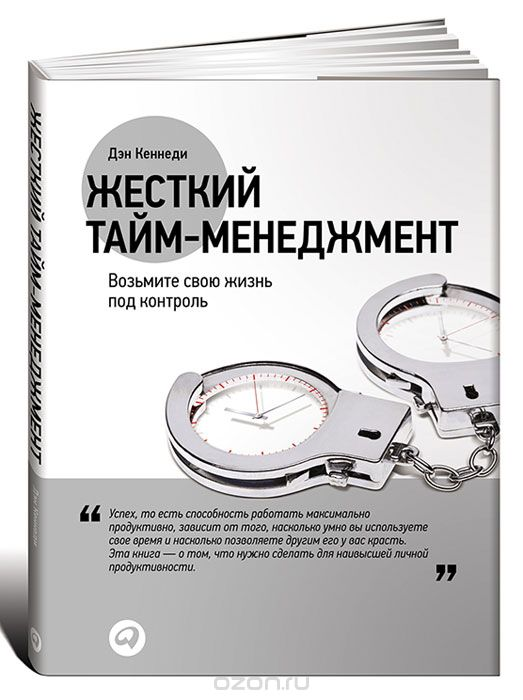 Дэн Кеннеди
ЖЕСТКИЙ
ТАЙМ-МЕНЕДЖМЕНТ
Возьмите свою жизнь
под контроль
“ Успех, то есть способность работать максимально
продуктивно, зависит от того, насколько умно вы используете
свое время и насколько позволяете другим его у вас красть.
Эта книга — о том, что нужно сделать для наивысшей личной
продуктивности. ”
ЖЕСТКИЙ ТАЙМ-МЕНЕДЖМЕНТ
Дэн Кеннеди
ozon.ru